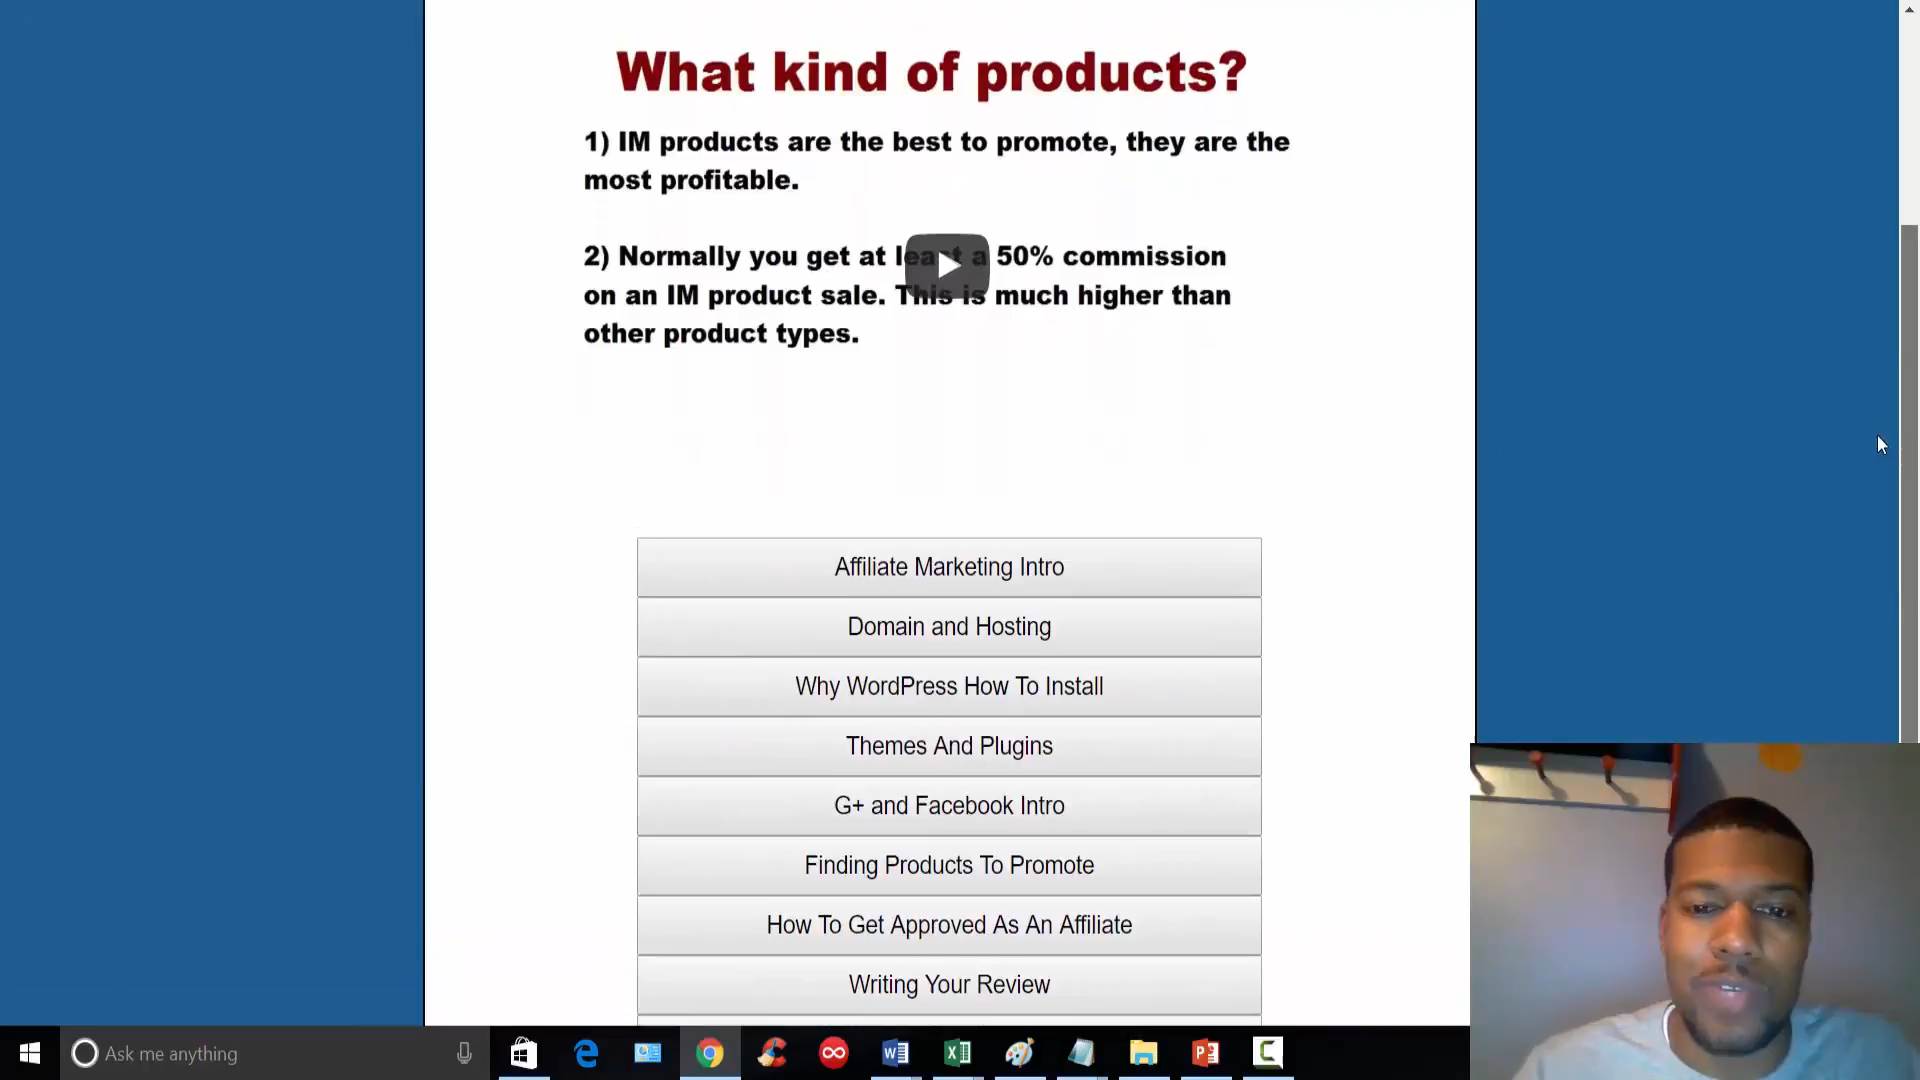 What kind of products?
1) IM products are the best to promote, they are the
most profitable.
2) Normally you get at least a 50% commission
on an IM product sale. This is much higher than
other product types.
Affiliate Marketing Intro
Domain and Hosting
Why WordPress How To Install
Themes And Plugins
G+ and Facebook Intro
Finding Products To Promote
How To Get Approved As An Affiliate
Writing Your Review
Ask me anything